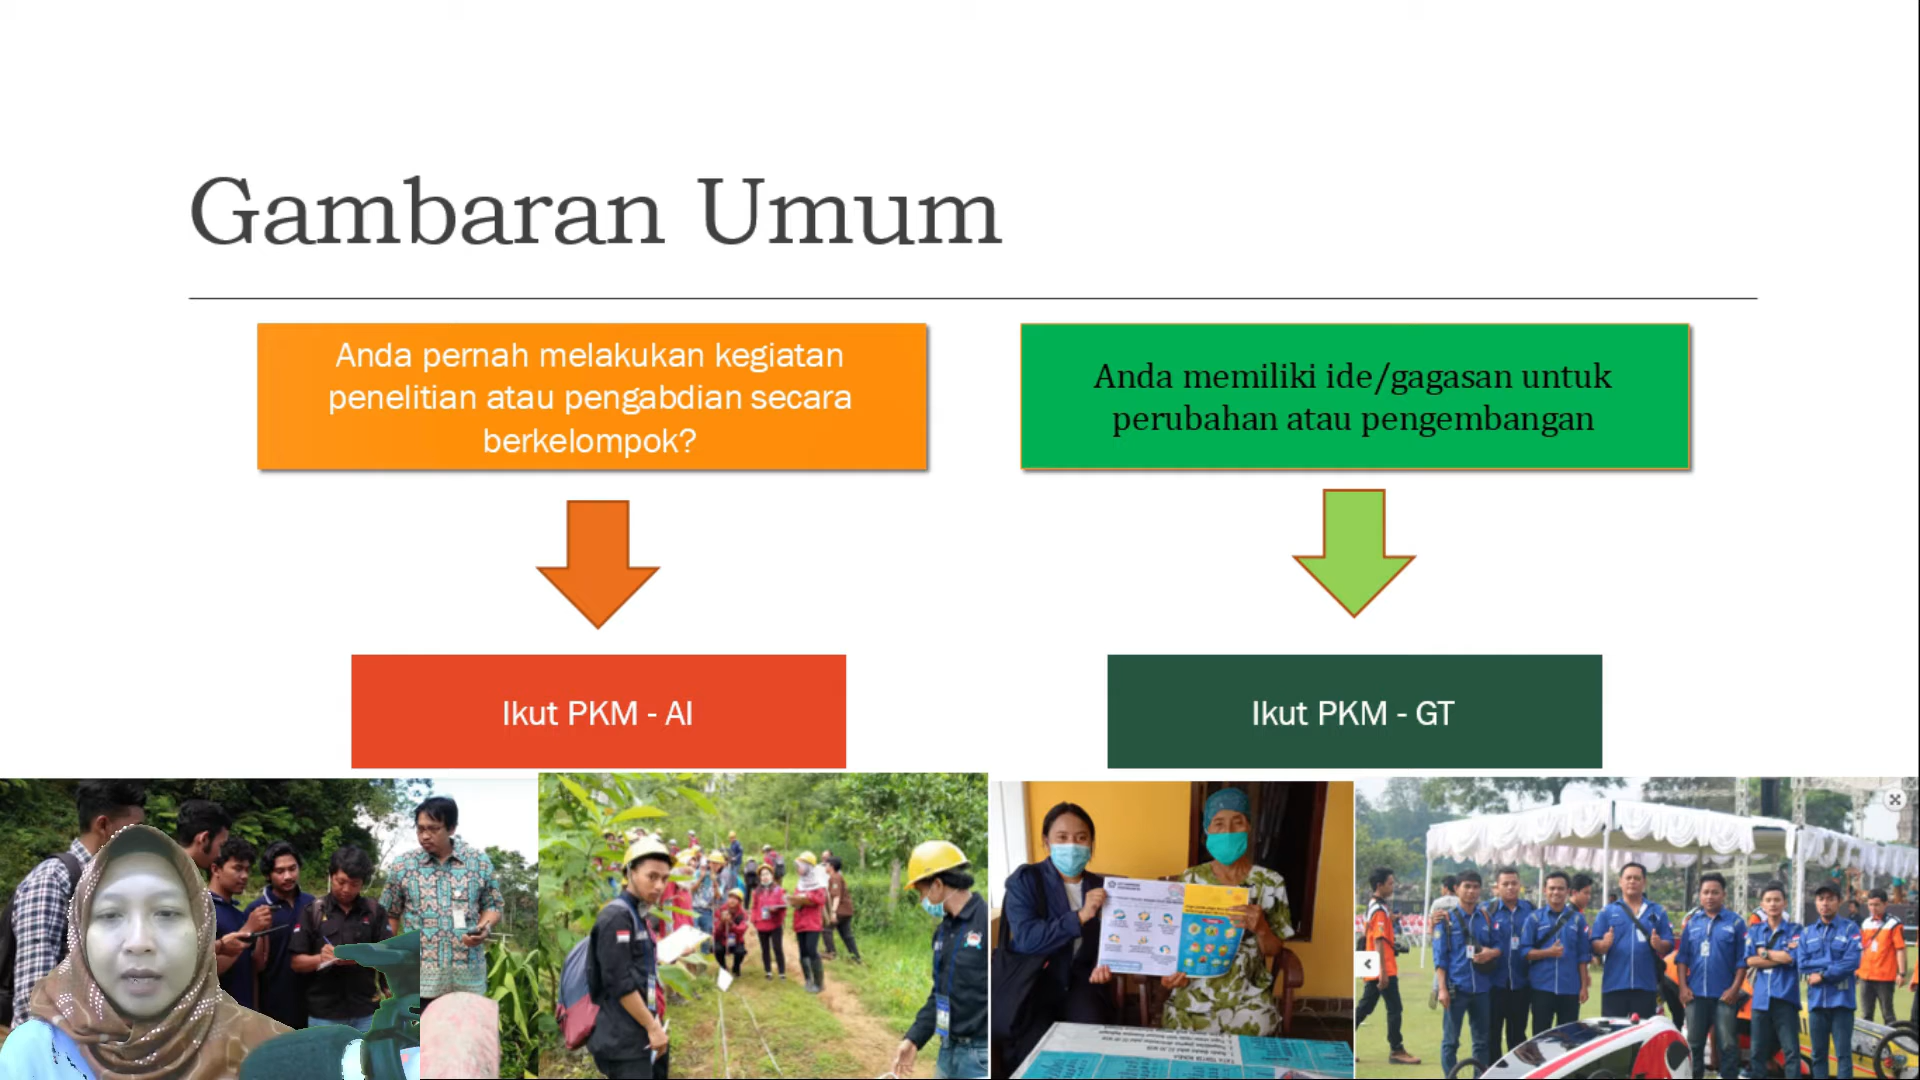 Gambaran Umum
Anda pernah melakukan kegiatan
penelitian atau pengabdian secara
berkelompok?
Anda memiliki ide/gagasan untuk
perubahan atau pengembangan
Ikut PKM - AI
Ikut PKM - GT